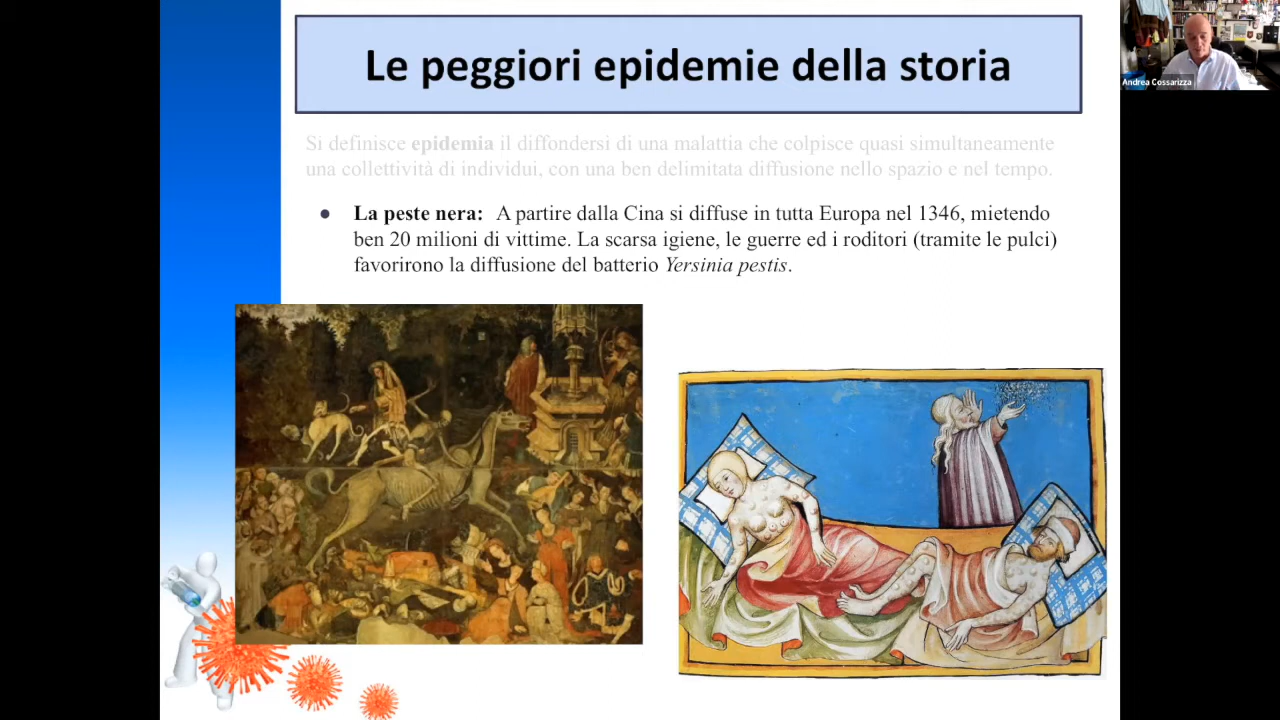 Le peggiori epidemie della storia
Andrea Cossarizza
Si definisce epidemia il diffondersi di una malattia che colpisce quasi simultaneamente
una collettività di individui, con una ben delimitata diffusione nello spazio e nel tempo.
● La peste nera: A partire dalla Cina si diffuse in tutta Europa nel 1346, mietendo
ben 20 milioni di vittime. La scarsa igiene, le guerre ed i roditori (tramite le pulci)
favorirono la diffusione del batterio Yersinia pestis.